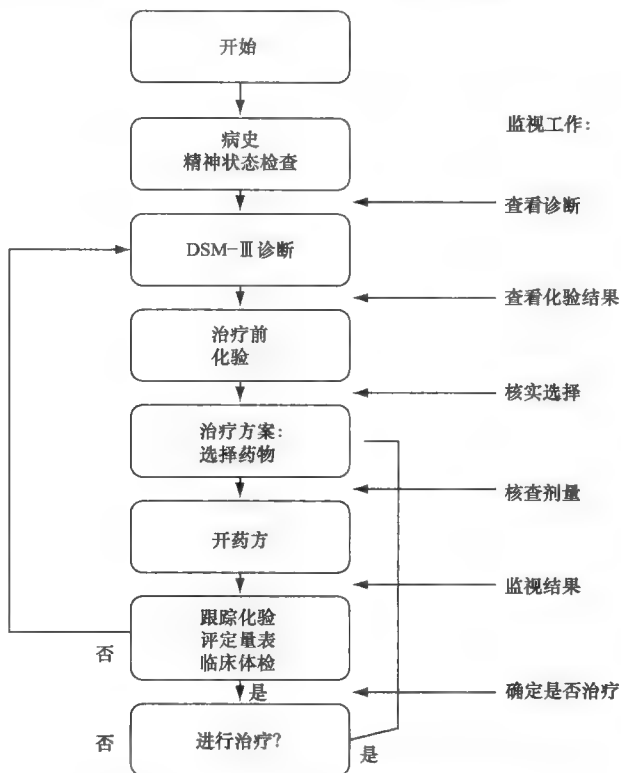 开始
监视工作:
病史
精神状态检查
查看诊断
DSM-Ⅲ诊断
查看化验结果
治疗前
化验
核实选择
治疗方案:
选择药物
核查剂量
开药方
监视结果
跟踪化验
评定量表
临床体检
否
是
确定是否治疗
否
进行治疗?
是